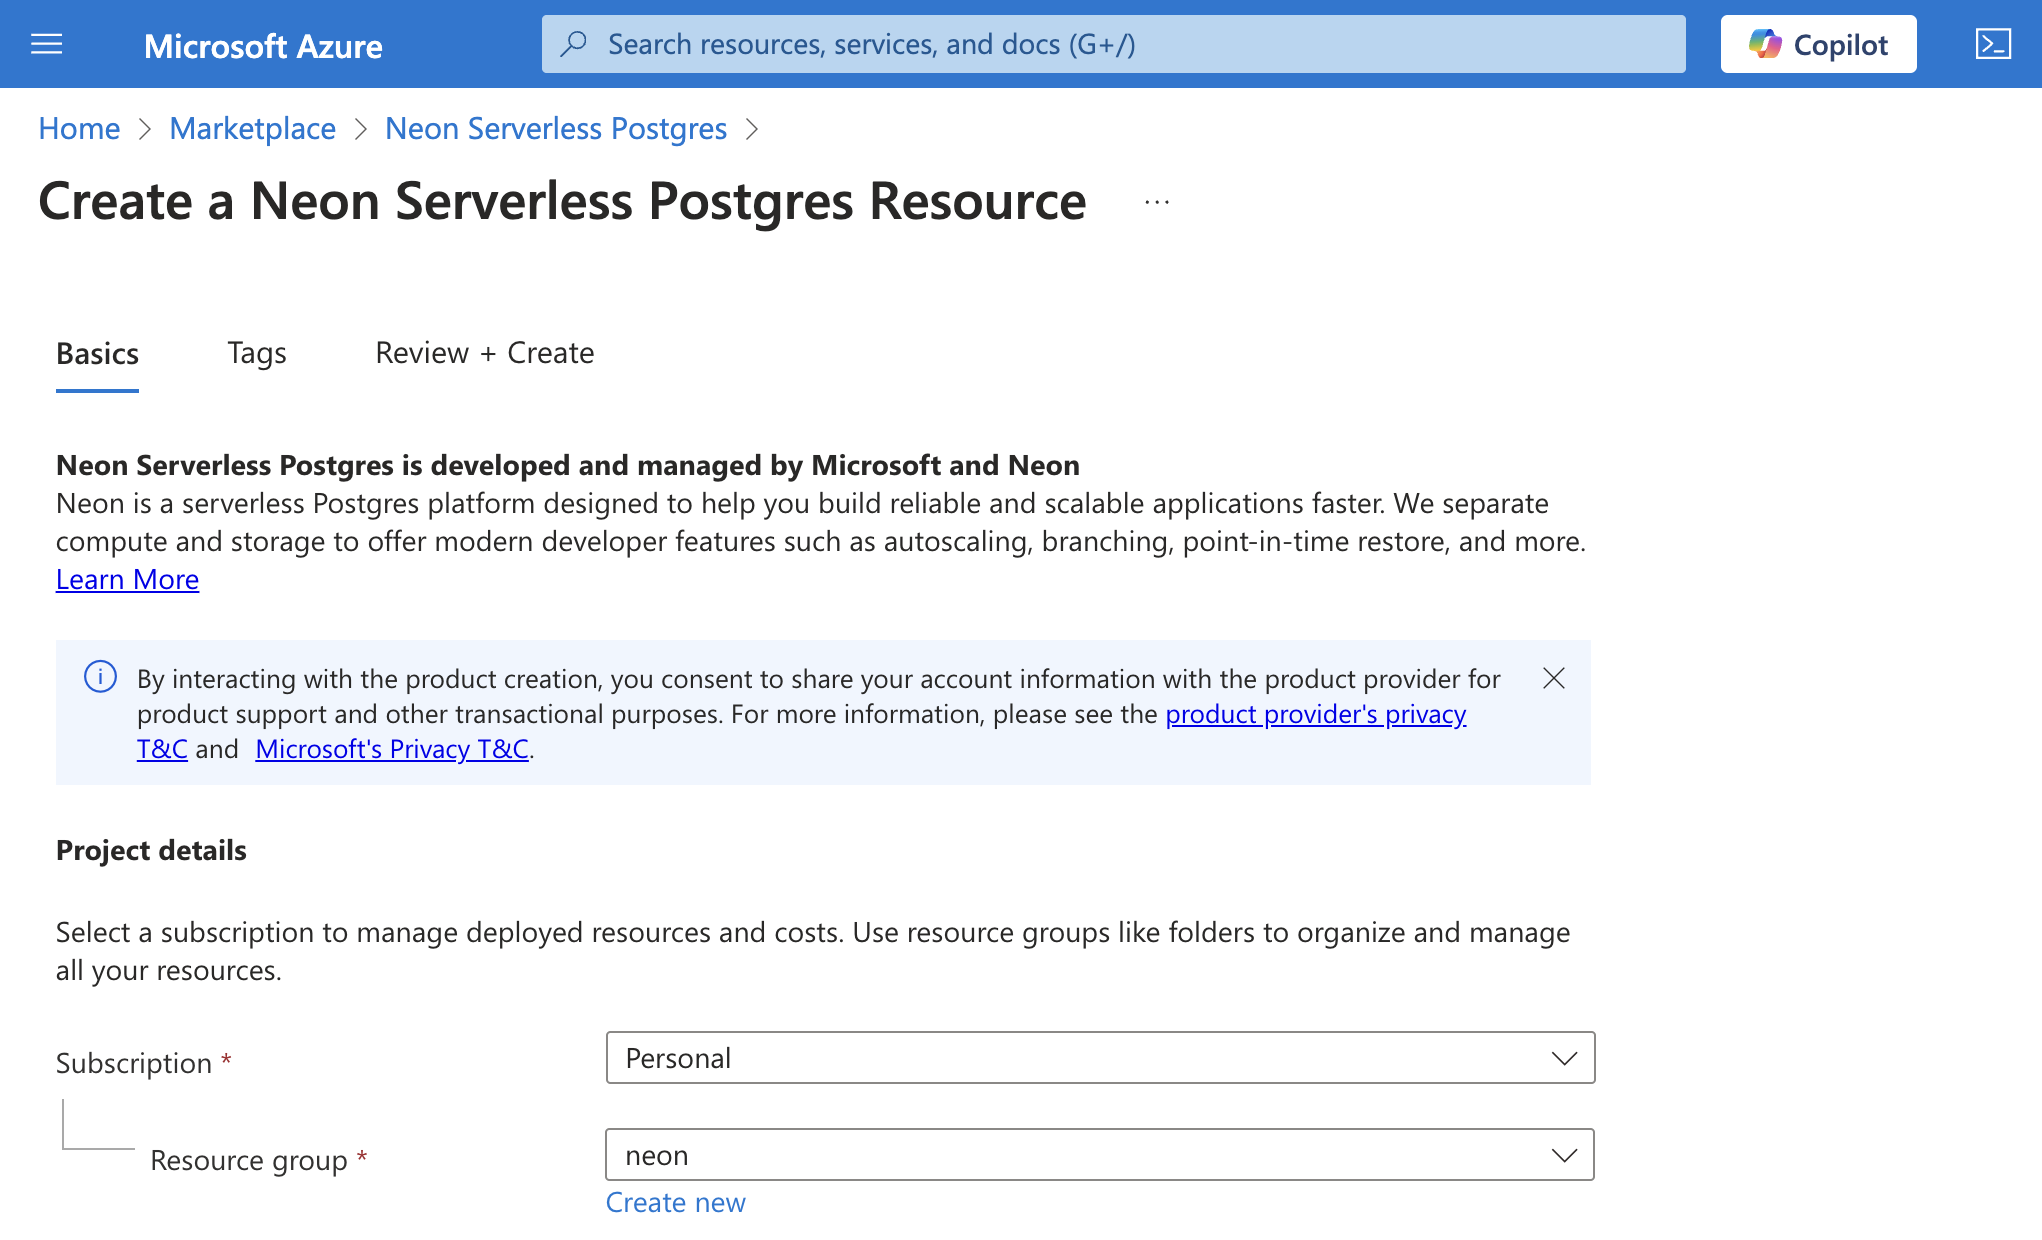 Microsoft Azure
Search resources, services, and docs (G+/)
Copilot
Home > Marketplace > Neon Serverless Postgres >
Create a Neon Serverless Postgres Resource ...
Basics Tags Review + Create
Neon Serverless Postgres is developed and managed by Microsoft and Neon
Neon is a serverless Postgres platform designed to help you build reliable and scalable applications faster. We separate
compute and storage to offer modern developer features such as autoscaling, branching, point-in-time restore, and more.
Learn More
By interacting with the product creation, you consent to share your account information with the product provider for
product support and other transactional purposes. For more information, please see the product provider's privacy
T&C and Microsoft's Privacy T&C.
Project details
Select a subscription to manage deployed resources and costs. Use resource groups like folders to organize and manage
all your resources.
Subscription *
Personal
Resource group *
neon
Create new